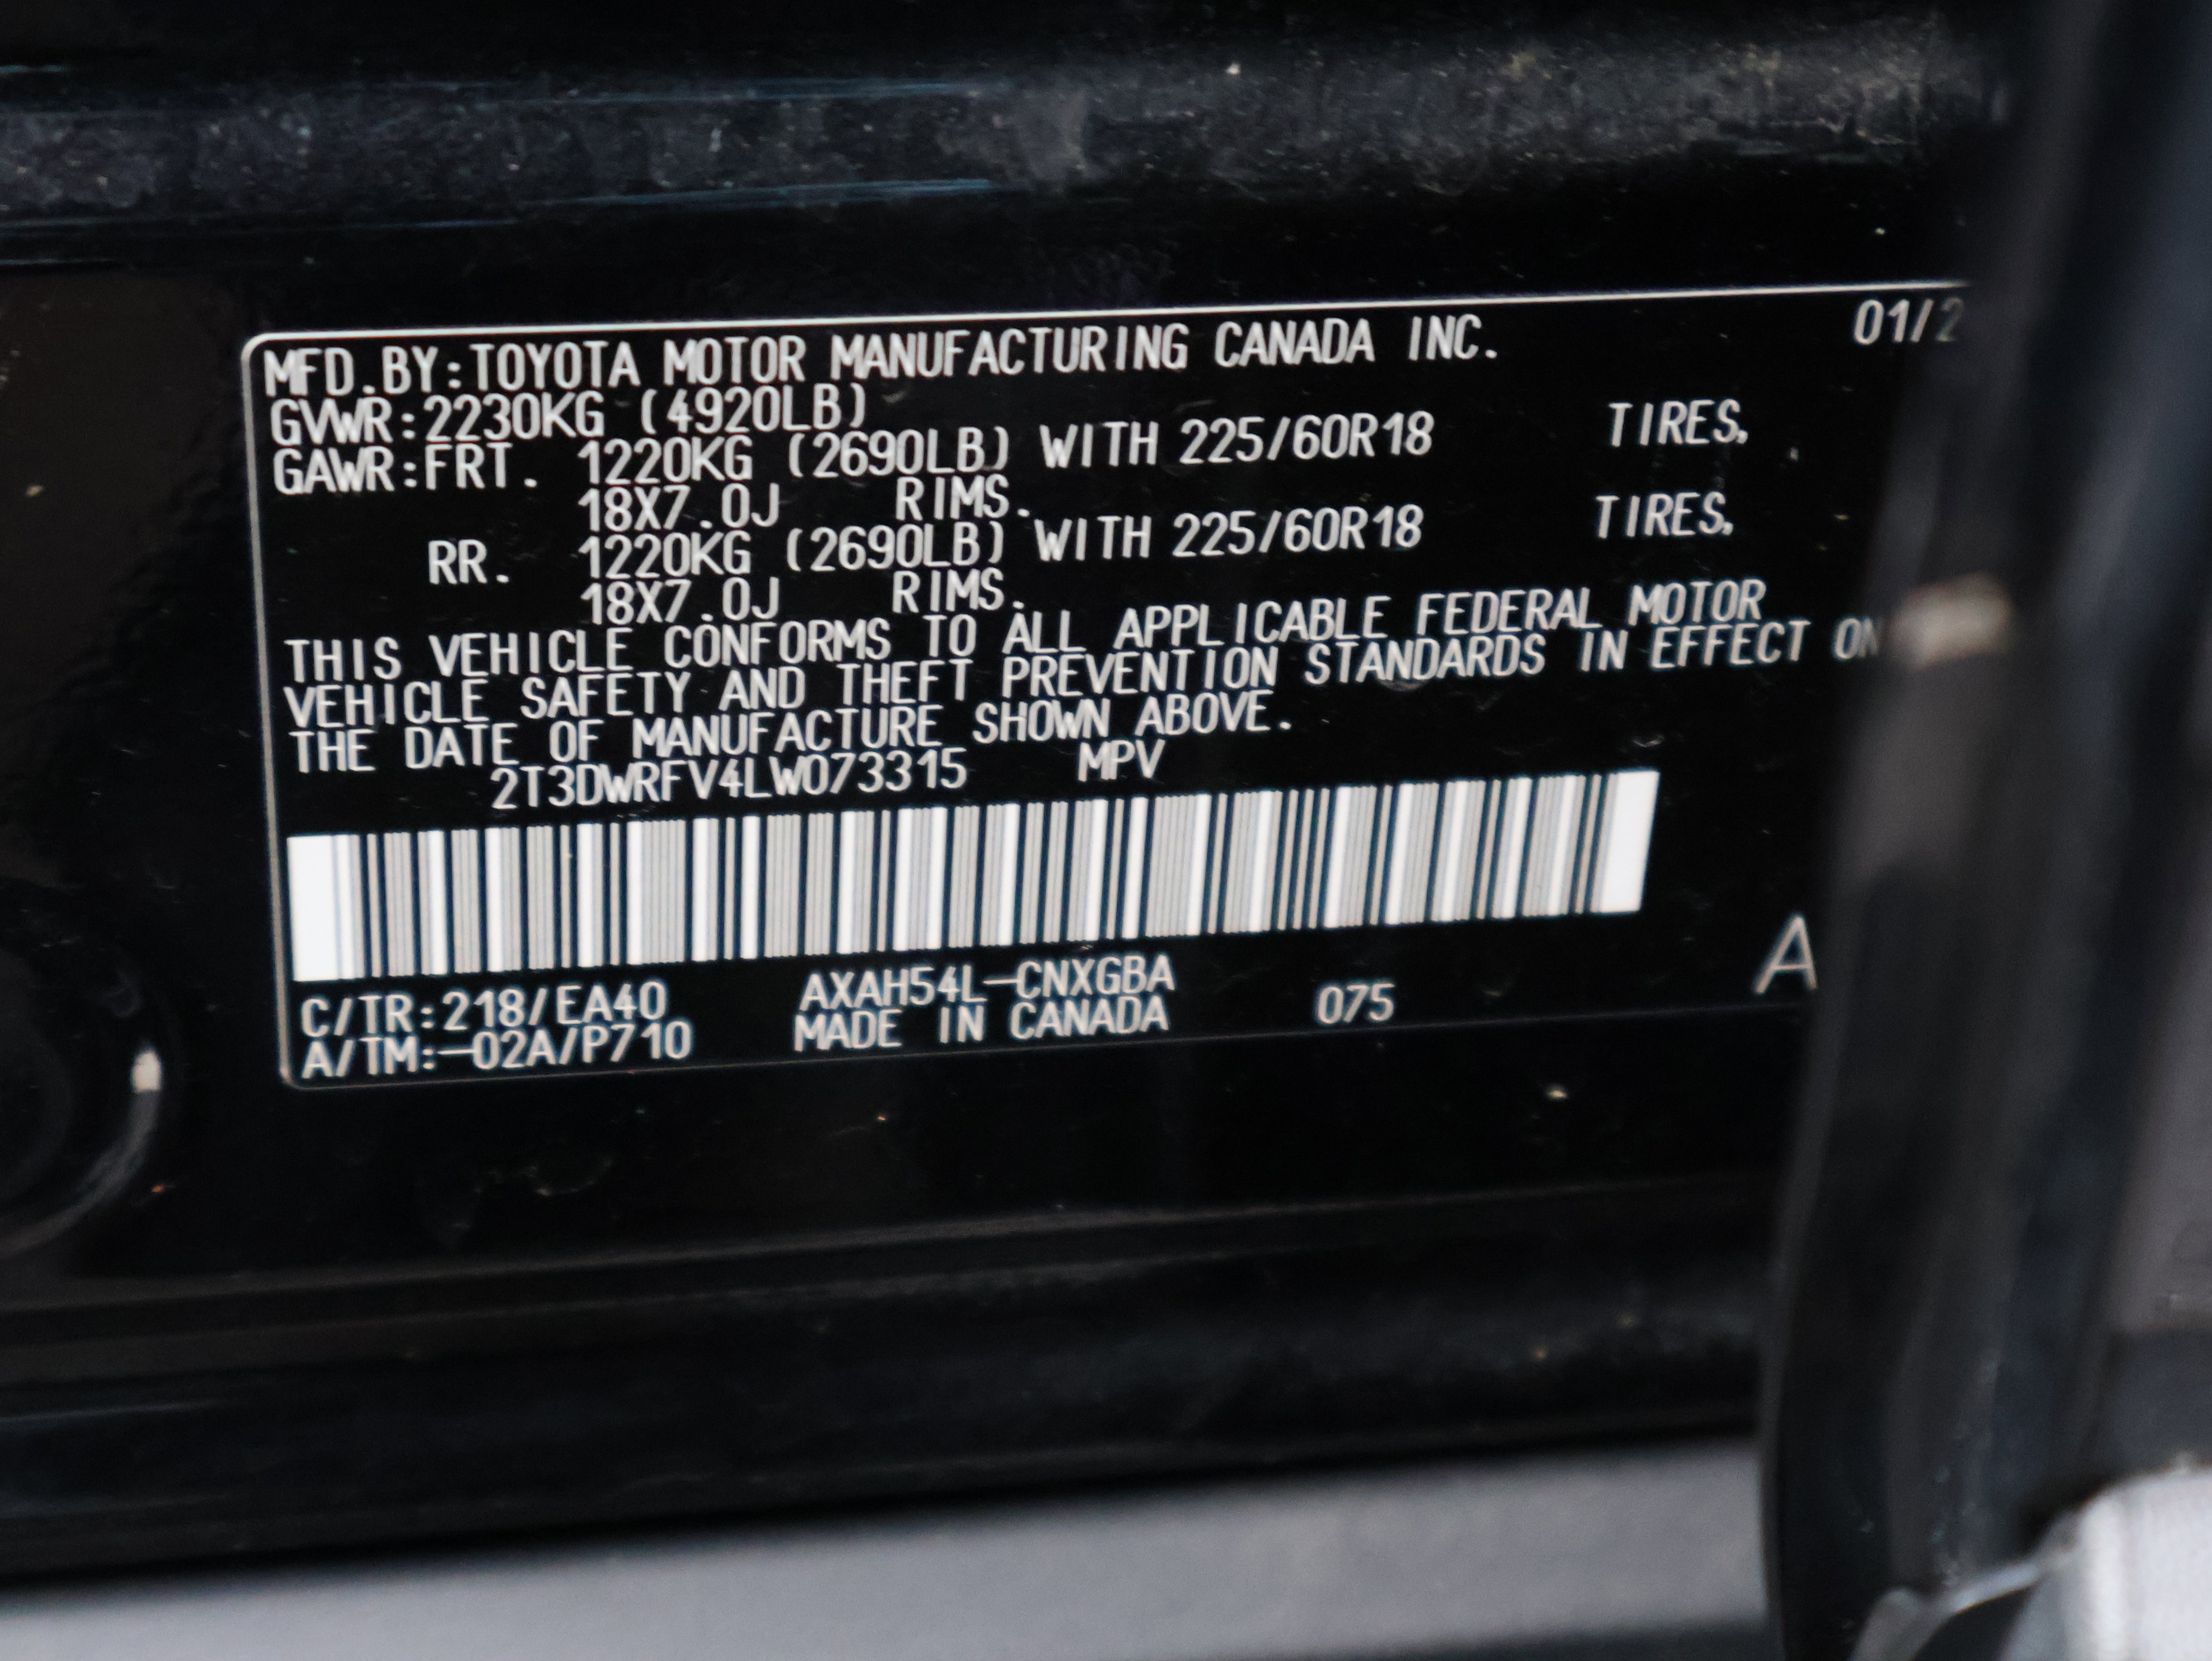 MFD.BY:TOYOTA MOTOR MANUFACTURING CANADA INC. 01/2
GVWR:2230KG (4920LB)
GAWR:FRT. 1220KG (2690LB) WITH 225/60R18 TIRES,
18X7.0J RIMS.
RR. 1220KG (2690LB) WITH 225/60R18 TIRES,
18X7.0J RIMS.
THIS VEHICLE CONFORMS TO ALL APPLICABLE FEDERAL MOTOR
VEHICLE SAFETY AND THEFT PREVENTION STANDARDS IN EFFECT ON
THE DATE OF MANUFACTURE SHOWN ABOVE.
2T3DWRFV4LW073315 MPV
A
C/TR:218/EA40 AXAH54L-CNXGBA
A/TM:-02A/P710 MADE IN CANADA 075